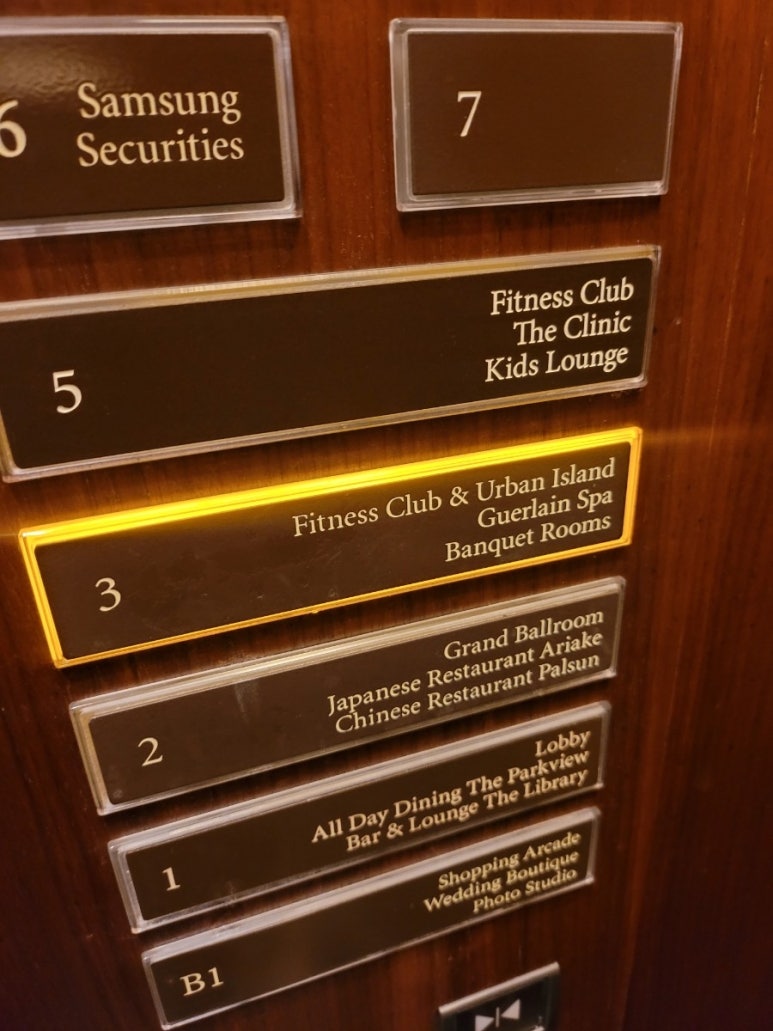 6 Samsung
Securities
7
Fitness Club
The Clinic
Kids Lounge
5
Fitness Club & Urban Island
Guerlain Spa
Banquet Rooms
3
Grand Ballroom
Japanese Restaurant Ariake
Chinese Restaurant Palsun
2
Lobby
All Day Dining The Parkview
Bar & Lounge The Library
1
Shopping Arcade
Wedding Boutique
Photo Studio
B1